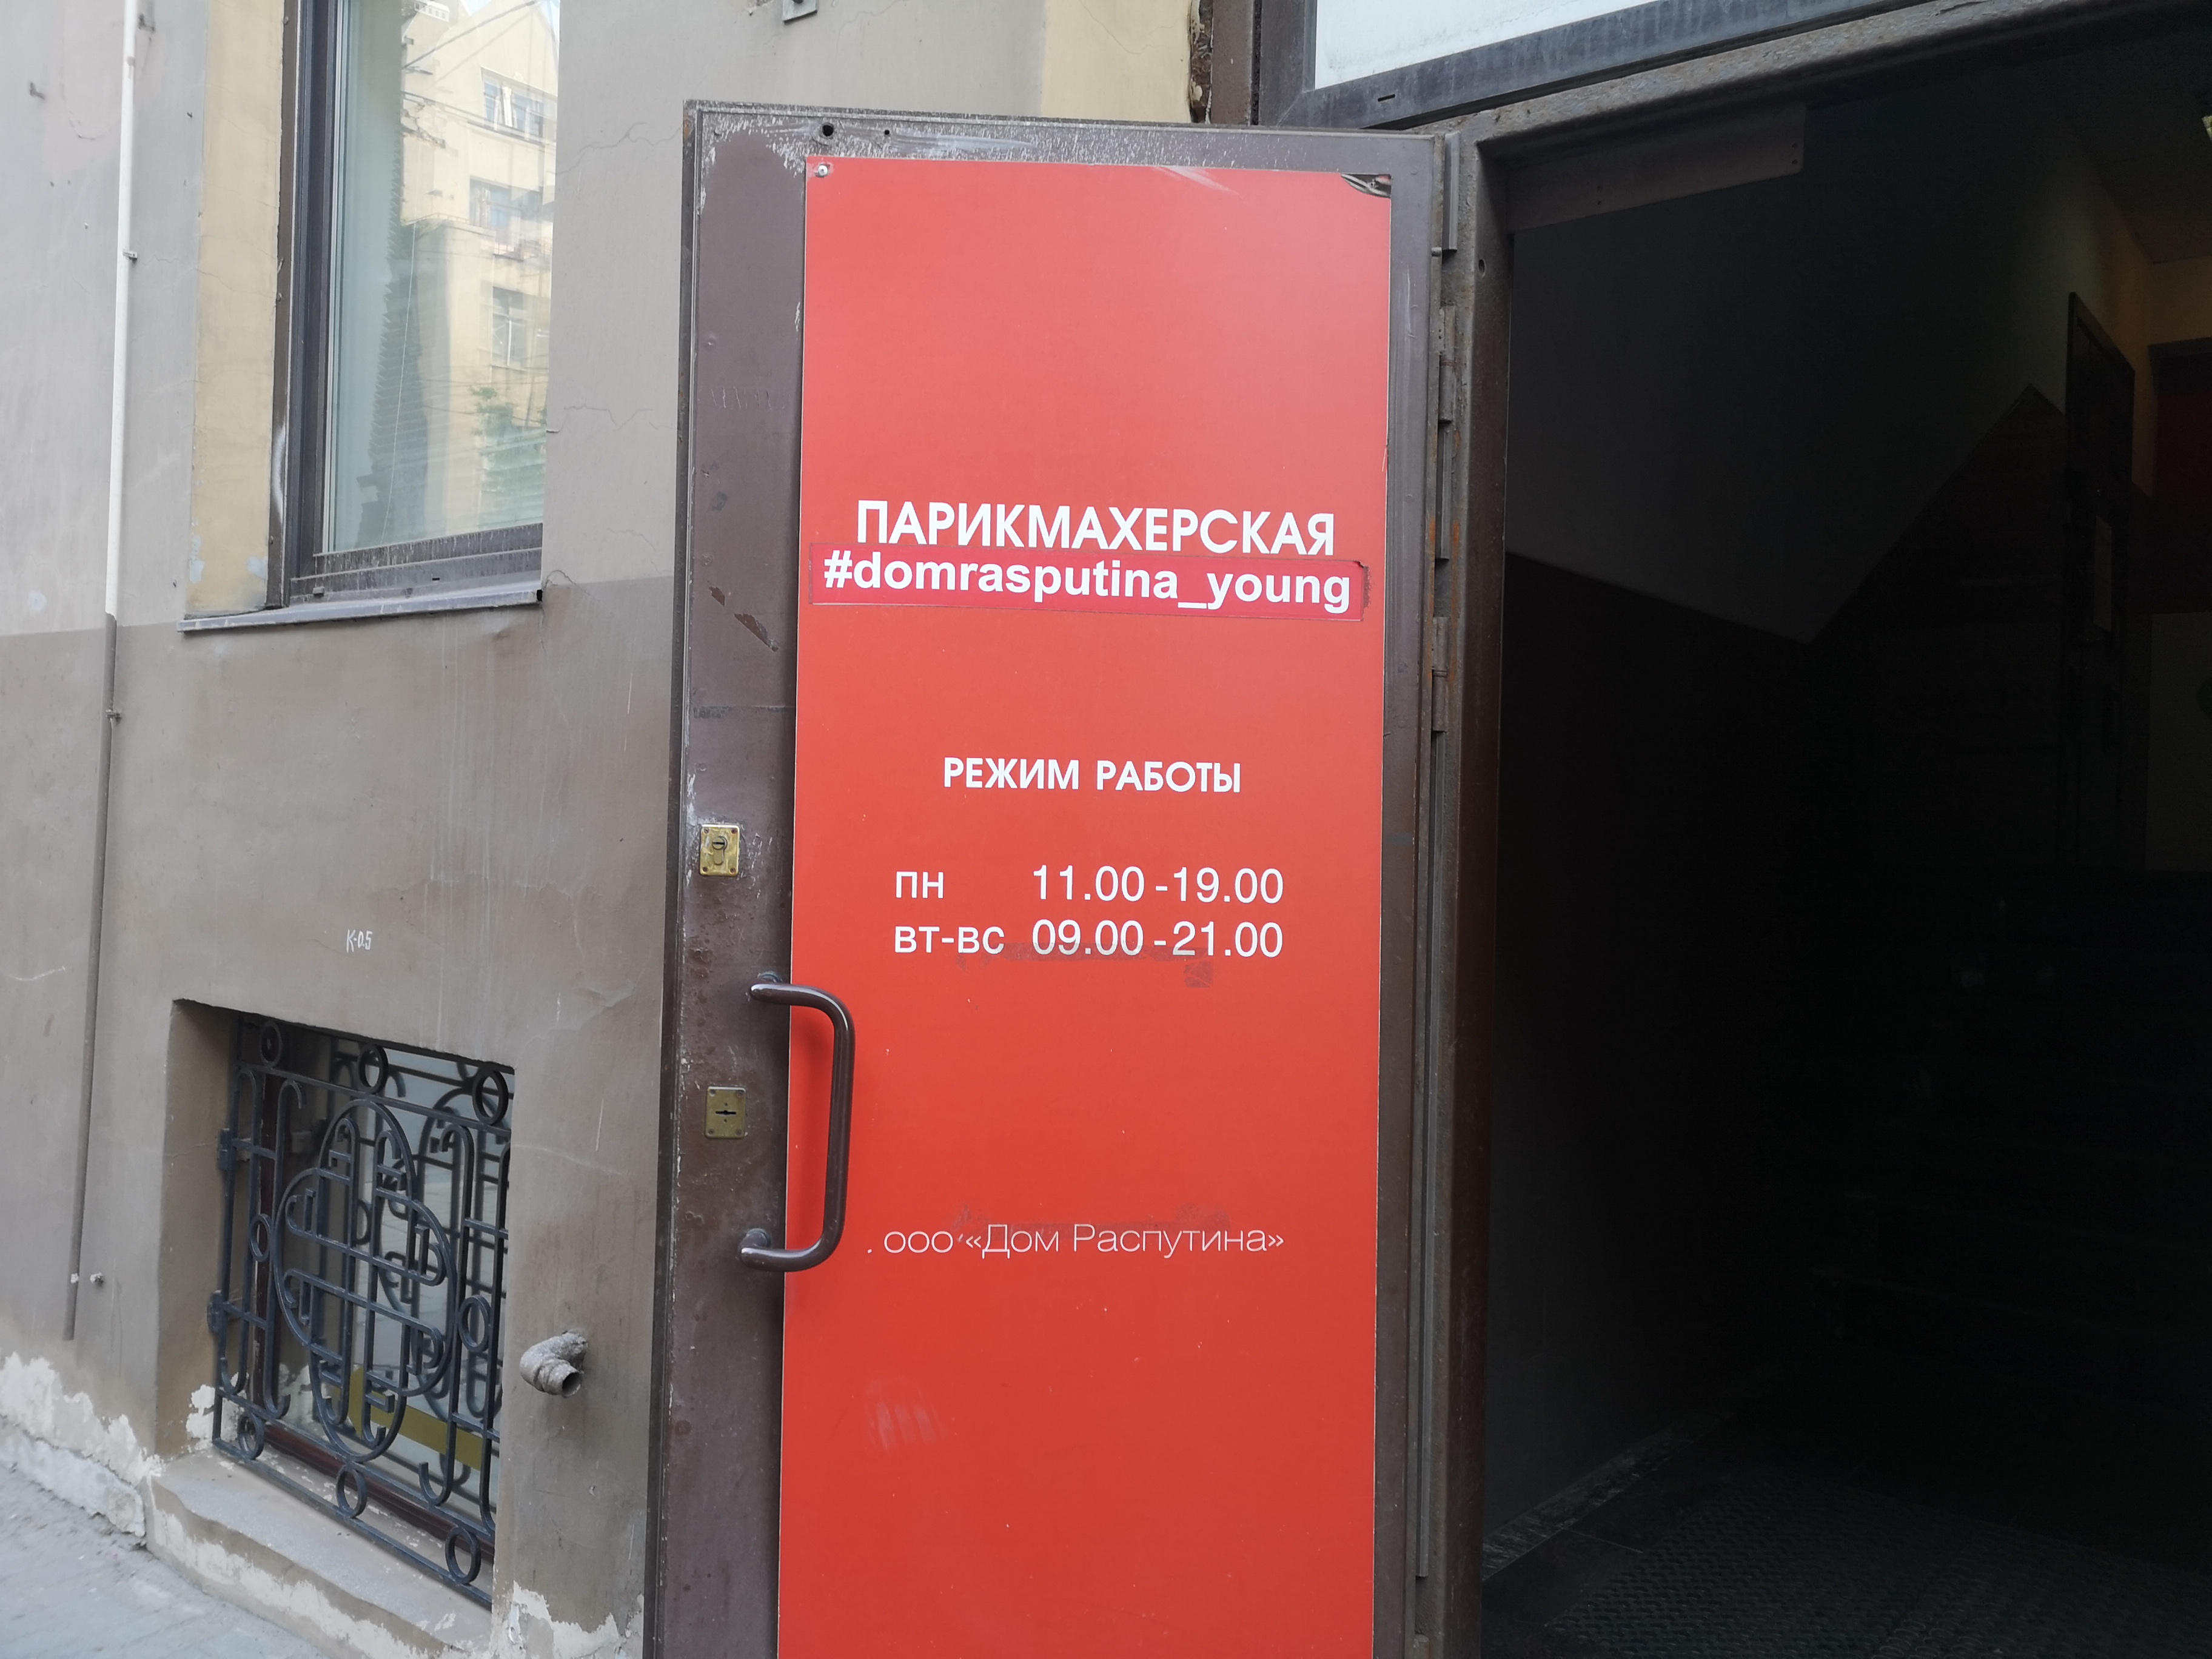 ПАРИКМАХЕРСКАЯ
#domrasputina_young
РЕЖИМ РАБОТЫ
ПН 11.00-19.00
ВТ-ВС 09.00-21.00
ООО «Дом Распутина»
К-05